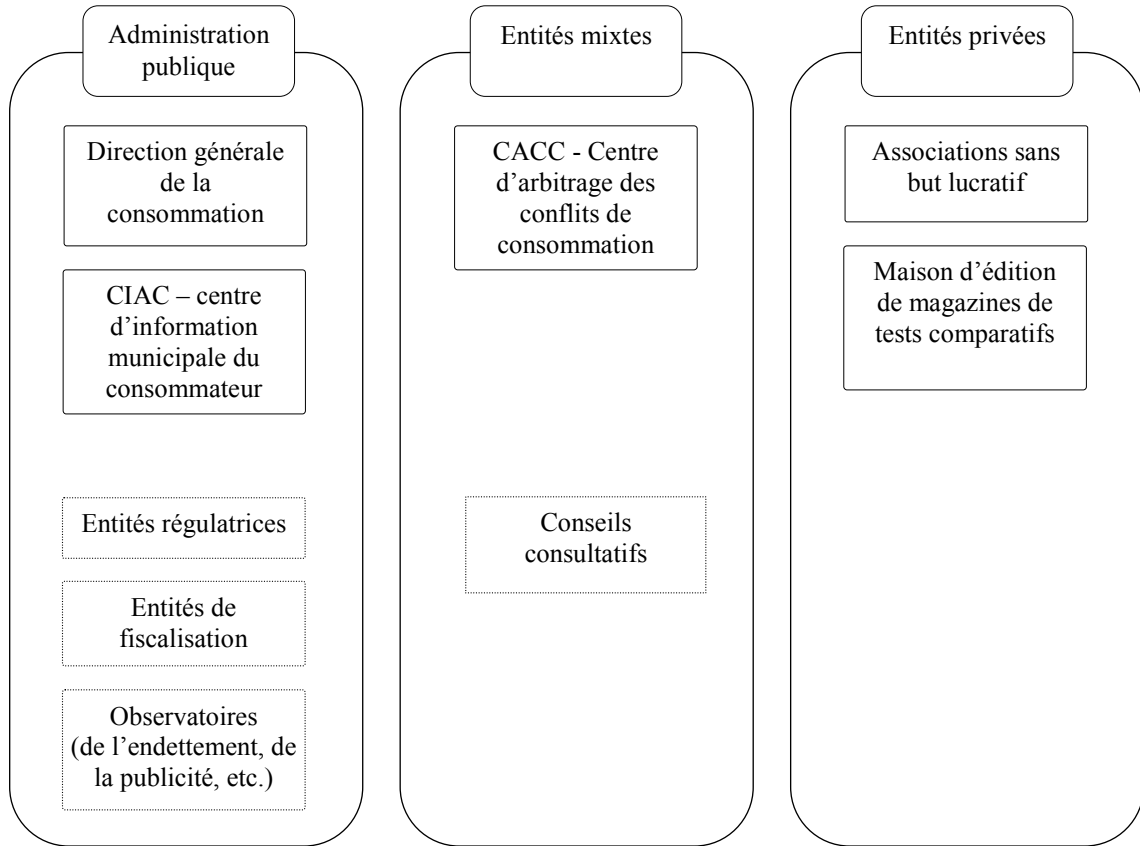 Administration
publique
Direction générale
de la
consommation
CIAC – centre
d’information
municipale du
consommateur
Entités régulatrices
Entités de
fiscalisation
Observatoires
(de l’endettement, de
la publicité, etc.)
Entités mixtes
CACC - Centre
d’arbitrage des
conflits de
consommation
Conseils
consultatifs
Entités privées
Associations sans
but lucratif
Maison d’édition
de magazines de
tests comparatifs